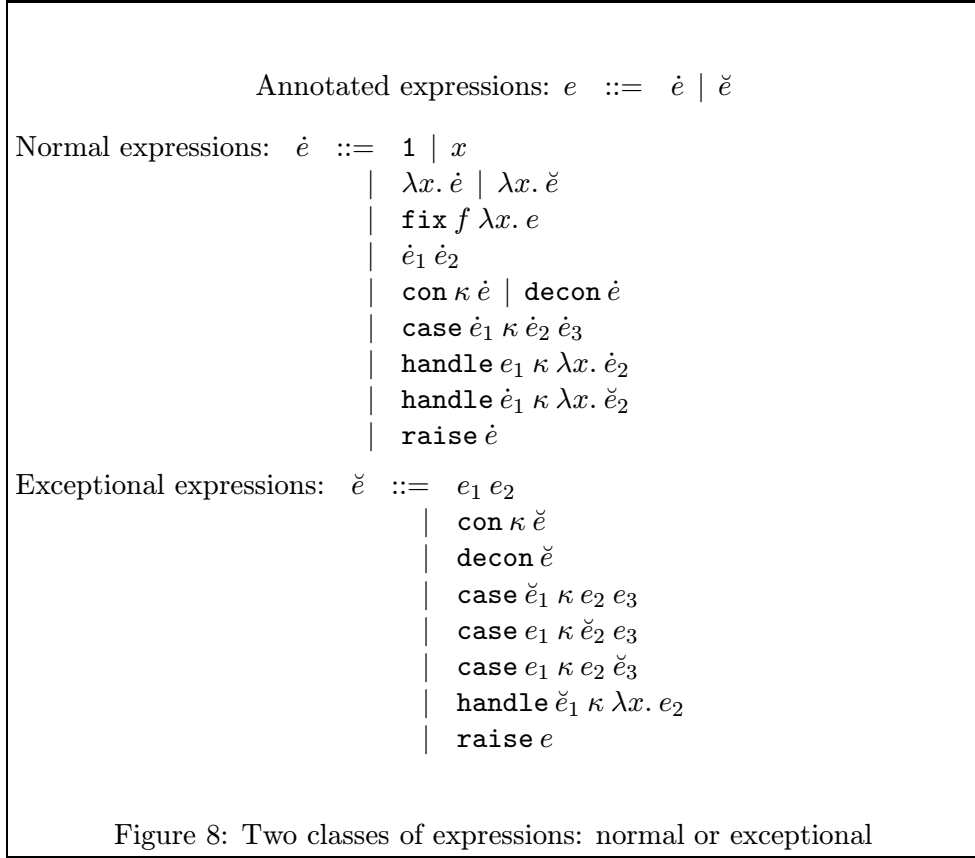 Annotated expressions: e ::= ė | ĕ
Normal expressions: ė ::= 1 | x
| λx. ė | λx. ĕ
| fix f λx. e
| ė₁ ė₂
| con κ ė | decon ė
| case ė₁ κ ė₂ ė₃
| handle e₁ κ λx. ė₂
| handle ė₁ κ λx. ĕ₂
| raise ė
Exceptional expressions: ĕ ::= e₁ e₂
| con κ ĕ
| decon ĕ
| case ĕ₁ κ e₂ e₃
| case e₁ κ ĕ₂ e₃
| case e₁ κ e₂ ĕ₃
| handle ĕ₁ κ λx. e₂
| raise e
Figure 8: Two classes of expressions: normal or exceptional